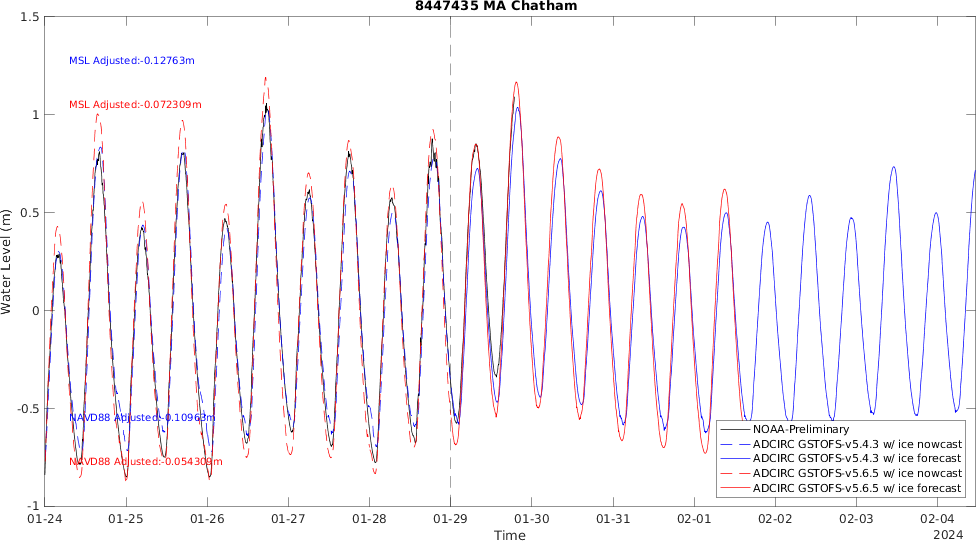 8447435 MA Chatham
1.5
MSL Adjusted:-0.12763m
MSL Adjusted:-0.072309m
1
0.5
Water Level (m)
0
-0.5
NAVD88 Adjusted:-0.10963m
NAVD88 Adjusted:-0.054309m
-1
NOAA-Preliminary
ADCIRC GSTOFS-v5.4.3 w/ ice nowcast
ADCIRC GSTOFS-v5.4.3 w/ ice forecast
ADCIRC GSTOFS-v5.6.5 w/ ice nowcast
ADCIRC GSTOFS-v5.6.5 w/ ice forecast
01-24 01-25 01-26 01-27 01-28 01-29 01-30 01-31 02-01 02-02 02-03 02-04
Time
2024